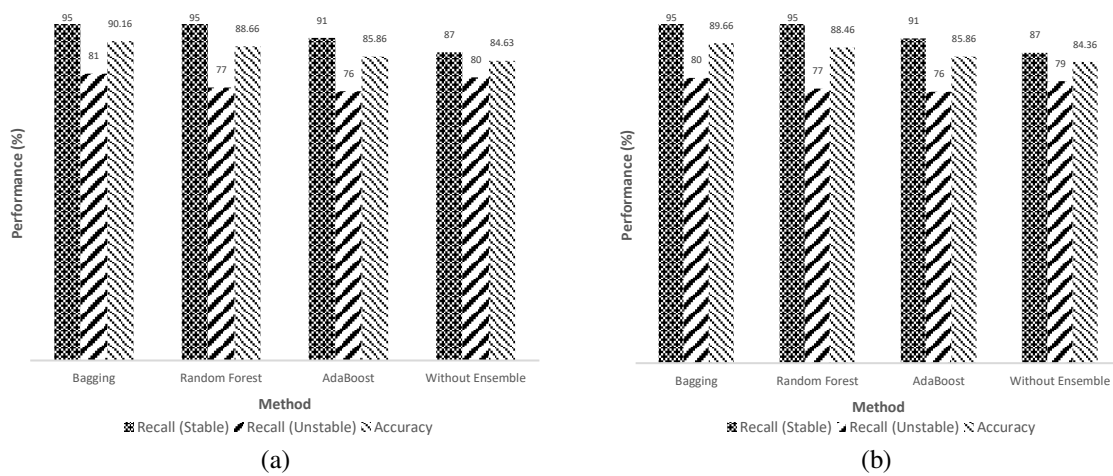 95
81
90.16
95
77
88.66
91
76
85.86
87
80
84.63
Performance (%)
Bagging
Random Forest
AdaBoost
Without Ensemble
Method
Recall (Stable) Recall (Unstable) Accuracy
(a)
95
80
89.66
95
77
88.46
91
76
85.86
87
79
84.36
Performance (%)
Bagging
Random Forest
AdaBoost
Without Ensemble
Method
Recall (Stable) Recall (Unstable) Accuracy
(b)